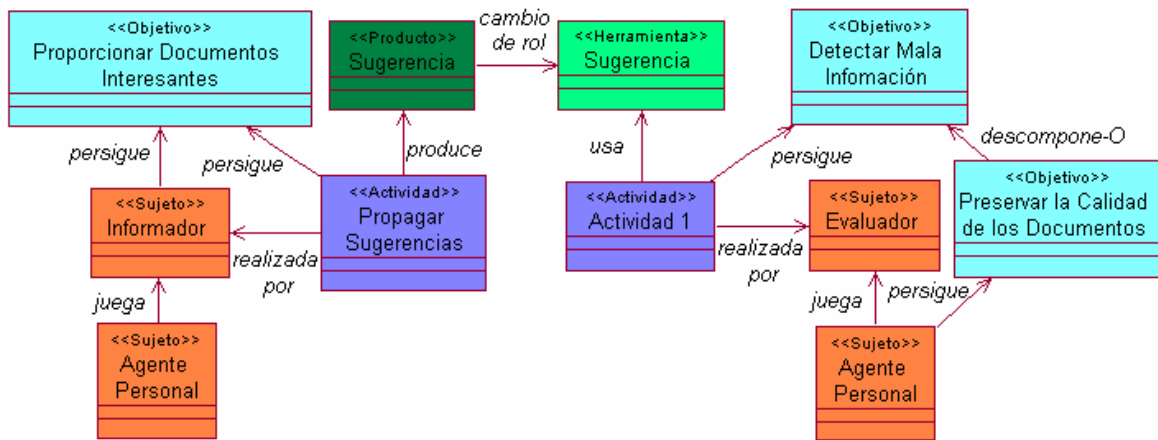 <<Objetivo>>
Proporcionar Documentos
Interesantes
<<Producto>>
Sugerencia
cambio
de rol
<<Herramienta>>
Sugerencia
<<Objetivo>>
Detectar Mala
Infomación
persigue
persigue
produce
usa
persigue
descompone-O
<<Sujeto>>
Informador
<<Actividad>>
Propagar
Sugerencias
<<Actividad>>
Actividad 1
<<Sujeto>>
Evaluador
<<Objetivo>>
Preservar la Calidad
de los Documentos
realizada
por
realizada
por
juega
juega
persigue
<<Sujeto>>
Agente
Personal
<<Sujeto>>
Agente
Personal